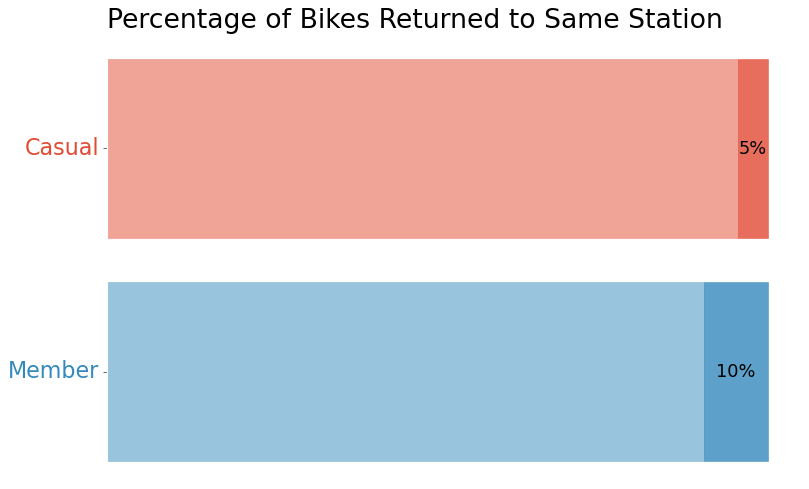 Percentage of Bikes Returned to Same Station
Casual
5%
Member
10%